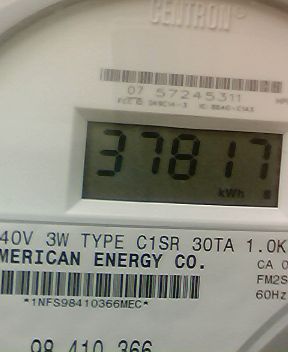 CENTRON®
07 57245311
37817
kWh
40V 3W TYPE C1SR 30TA 1.0K
MERICAN ENERGY CO.
CA 0
FM2S
60Hz
*1NFS98410366MEC*
98 410 366